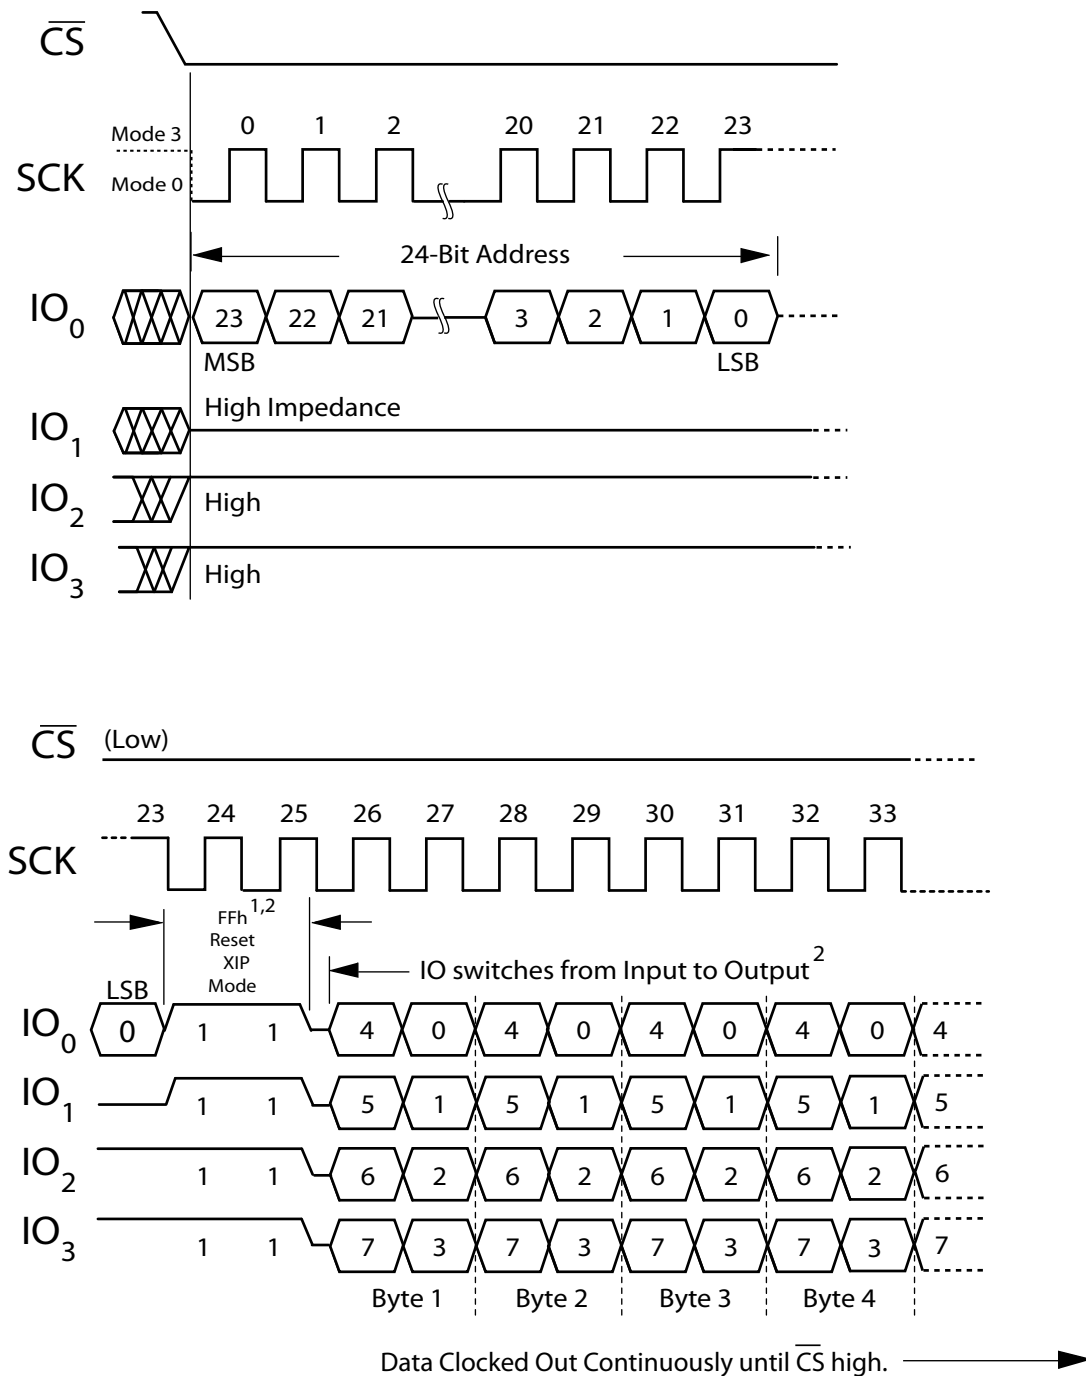 CS
Mode 3
Mode 0
SCK
0 1 2 20 21 22 23
24-Bit Address
IO0 23 22 21 3 2 1 0
MSB LSB
IO1 High Impedance
IO2 High
IO3 High
CS (Low)
23 24 25 26 27 28 29 30 31 32 33
SCK
FFh 1,2
Reset
XIP
Mode
IO switches from Input to Output 2
LSB
IO0 0 1 1 4 0 4 0 4 0 4 0 4
IO1 1 1 5 1 5 1 5 1 5 1 5
IO2 1 1 6 2 6 2 6 2 6 2 6
IO3 1 1 7 3 7 3 7 3 7 3 7
Byte 1 Byte 2 Byte 3 Byte 4
Data Clocked Out Continuously until CS high.